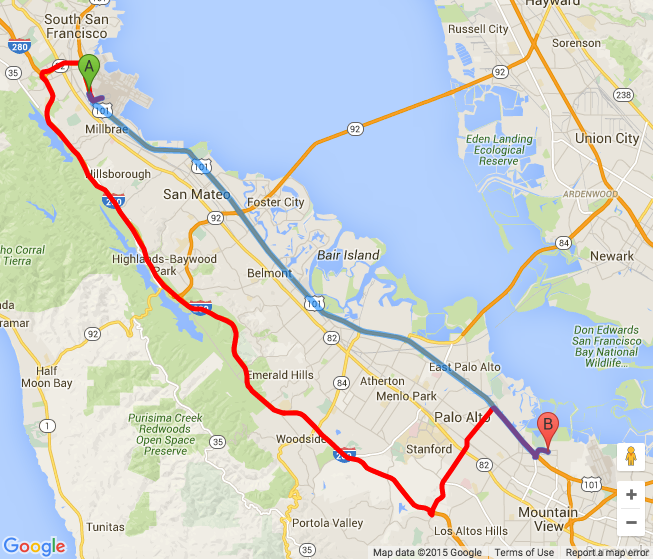 Hayward
South San
Francisco
Russell City
280
Sorenson
35
82
A
238
92
101
Millbrae
Union City
Eden Landing
Ecological
Reserve
Hillsborough
101
ARDENWOOD
San Mateo
280
Foster City
92
84
Bair Island
Newark
ho Corral
Tierra
Highlands-Baywood
Park
Belmont
101
280
Don Edwards
San Francisco
Bay National
Wildlife...
ramar
92
82
Half
Moon Bay
East Palo Alto
Emerald Hills
84
Atherton
Menlo Park
1
Purisima Creek
Redwoods
Open Space
Preserve
Palo Alto
B
35
Woodside
Stanford
280
82
101
Portola Valley
Mountain
View
Tunitas
Los Altos Hills
+
−
Google
Map data ©2015 Google
Terms of Use
Report a map error